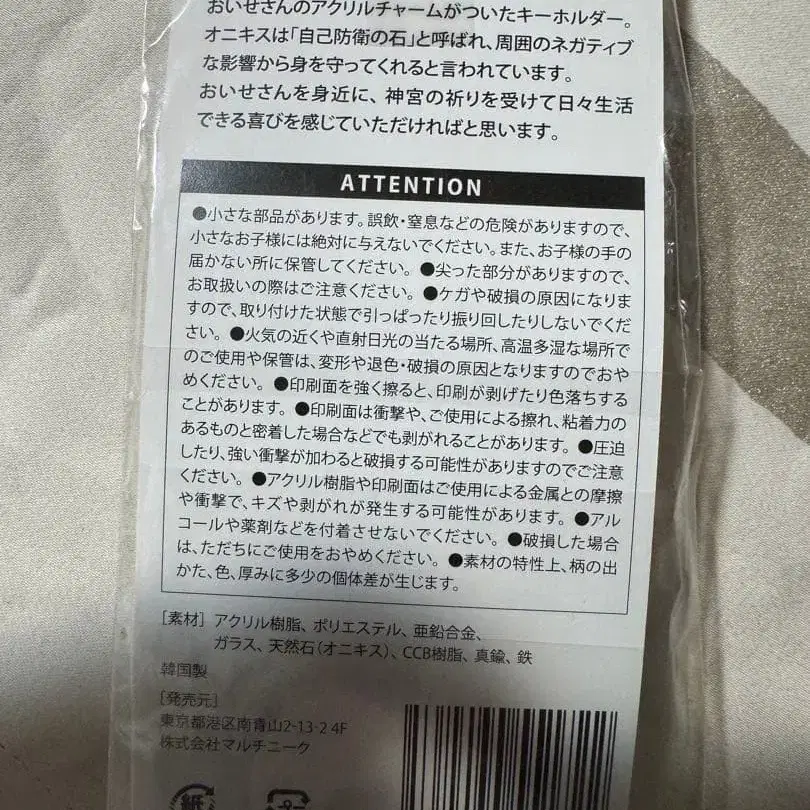 おいせさんのアクリルチャームがついたキーホルダー。
オニキスは「自己防衛の石」と呼ばれ、周囲のネガティブ
な影響から身を守ってくれると言われています。
おいせさんを身近に、神宮の祈りを受けて日々生活
できる喜びを感じていただければと思います。
ATTENTION
●小さな部品があります。誤飲・窒息などの危険がありますので、
小さなお子様には絶対に与えないでください。また、お子様の手の
届かない所に保管してください。 ●尖った部分がありますので、
お取扱いの際はご注意ください。 ●ケガや破損の原因になりま
すので、取り付けた状態で引っぱったり振り回したりしないでくだ
さい。 ●火気の近くや直射日光の当たる場所、高温多湿な場所で
のご使用や保管は、変形や退色・破損の原因となりますのでおや
めください。 ●印刷面を強く擦ると、印刷が剥げたり色落ちする
ことがあります。 ●印刷面は衝撃や、ご使用による擦れ、粘着力の
あるものと密着した場合などでも剥がれることがあります。 ●圧迫
したり、強い衝撃が加わると破損する可能性がありますのでご注意
ください。 ●アクリル樹脂や印刷面はご使用による金属との摩擦
や衝撃で、キズや剥がれが発生する可能性があります。 ●アル
コールや薬剤などを付着させないでください。 ●破損した場合
は、ただちにご使用をおやめください。 ●素材の特性上、柄の出
かた、色、厚みに多少の個体差が生じます。
[素材] アクリル樹脂、ポリエステル、亜鉛合金、
ガラス、天然石(オニキス)、CCB樹脂、真鍮、鉄
韓国製
[発売元]
東京都港区南青山2-13-2 4F
株式会社マルチニーク
紙 プラ